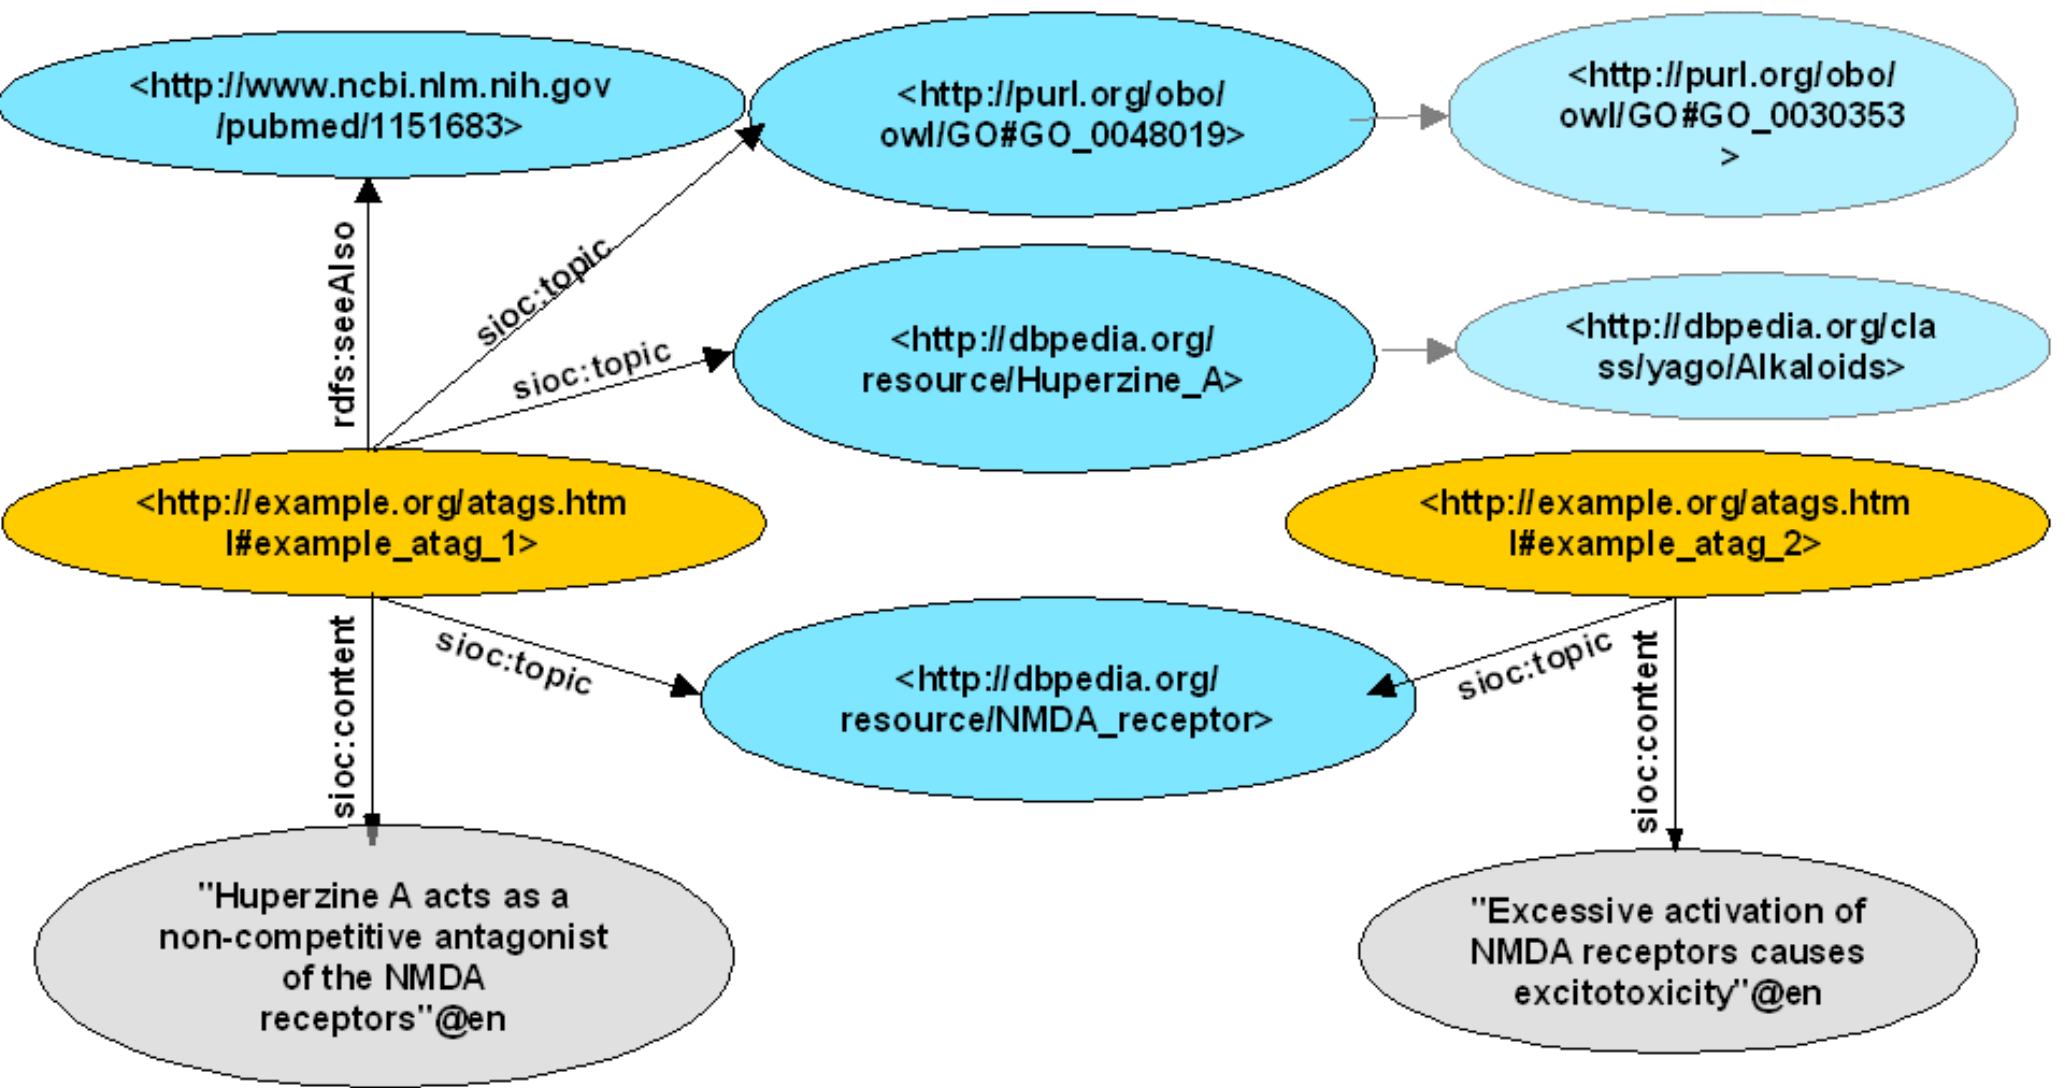 <http://www.ncbi.nlm.nih.gov
/pubmed/1151683>
<http://purl.org/obo/
owl/GO#GO_0048019>
<http://purl.org/obo/
owl/GO#GO_0030353
>
rdfs:seeAlso
sioc:topic
sioc:topic
<http://dbpedia.org/
resource/Huperzine_A>
<http://dbpedia.org/cla
ss/yago/Alkaloids>
<http://example.org/atags.htm
l#example_atag_1>
<http://example.org/atags.htm
l#example_atag_2>
sioc:content
sioc:topic
<http://dbpedia.org/
resource/NMDA_receptor>
sioc:topic
sioc:content
"Huperzine A acts as a
non-competitive antagonist
of the NMDA
receptors"@en
"Excessive activation of
NMDA receptors causes
excitotoxicity"@en